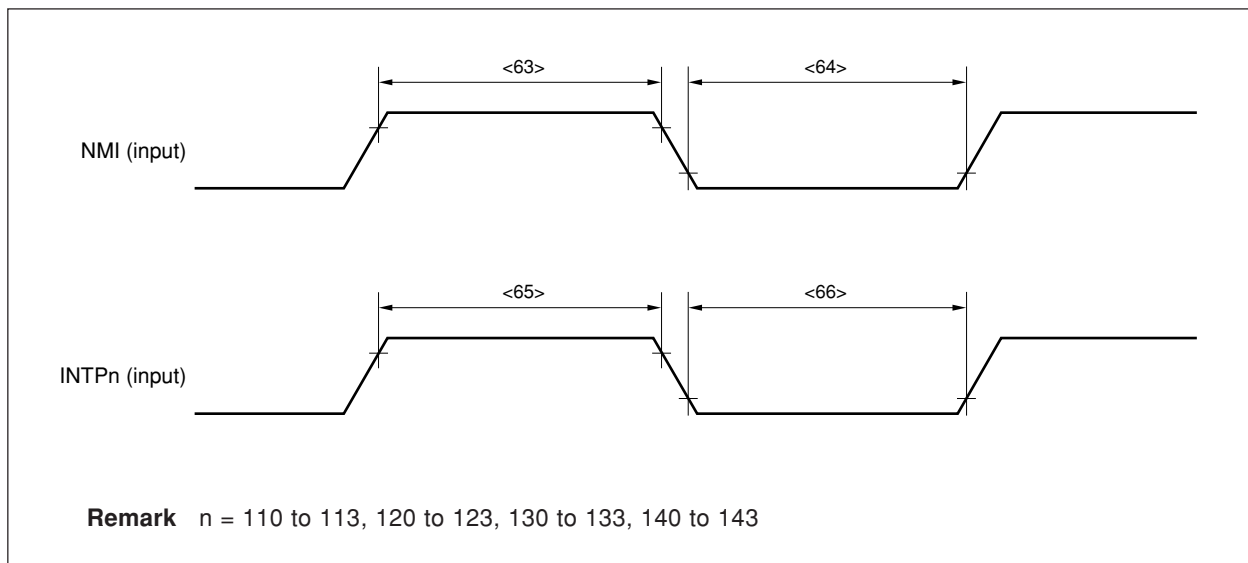 <63> <64>
NMI (input)
<65> <66>
INTPn (input)
Remark n = 110 to 113, 120 to 123, 130 to 133, 140 to 143